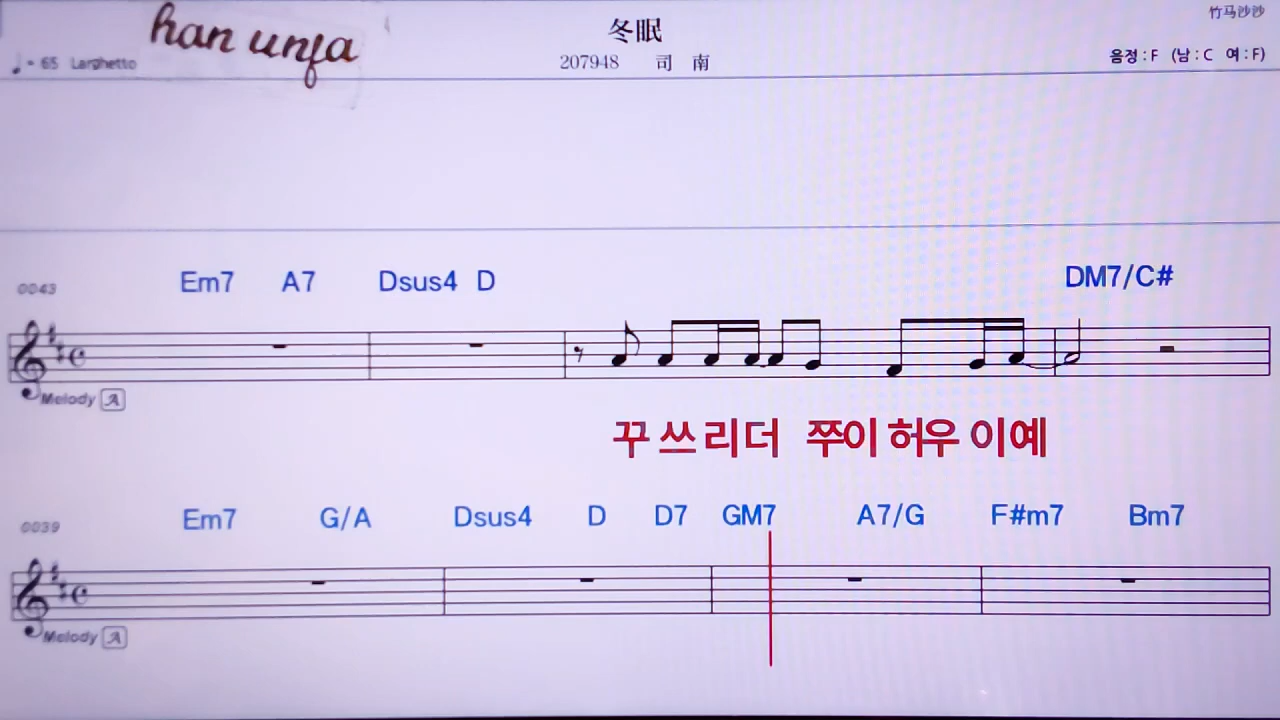 han unfa
冬眠
竹马沙沙
♩= 65 Larghetto
207948 司 南
음정 : F (남 : C 여 : F)
0043 Em7 A7 Dsus4 D DM7/C#
Melody A
꾸 쓰 리더 쭈이 허우 이예
0039 Em7 G/A Dsus4 D D7 GM7 A7/G F#m7 Bm7
Melody A